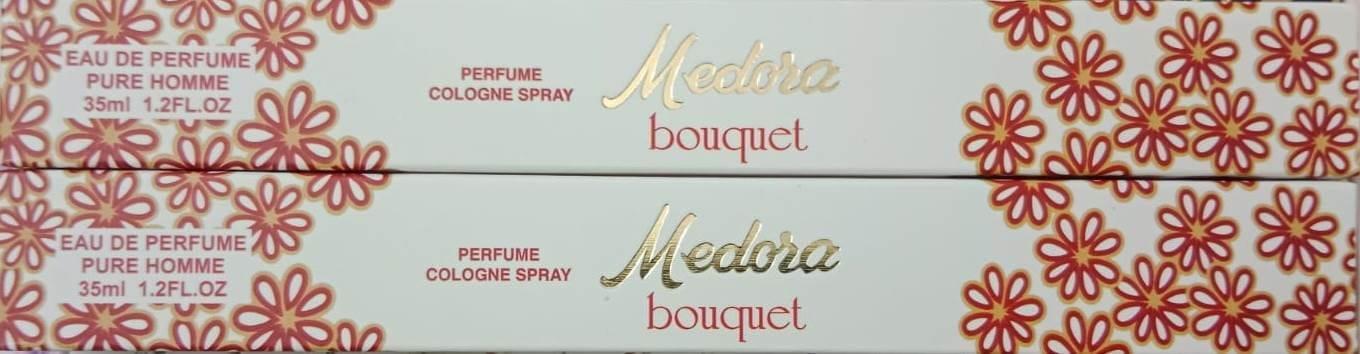 EAU DE PERFUME
PURE HOMME
35ml 1.2FL.OZ
PERFUME
COLOGNE SPRAY
Medora
bouquet
EAU DE PERFUME
PURE HOMME
35ml 1.2FL.OZ
PERFUME
COLOGNE SPRAY
Medora
bouquet